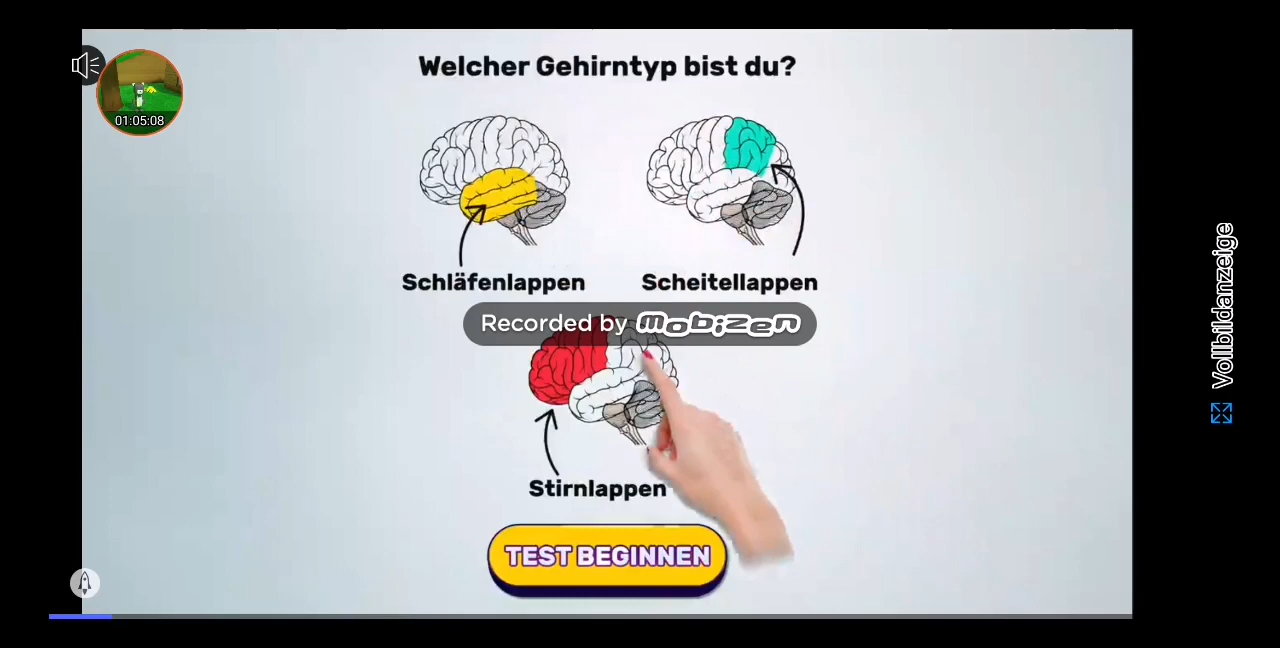 Welcher Gehirntyp bist du?
01:05:08
Schläfenlappen
Scheitellappen
Recorded by mobizen
Stirnlappen
TEST BEGINNEN
Vollbildanzeige